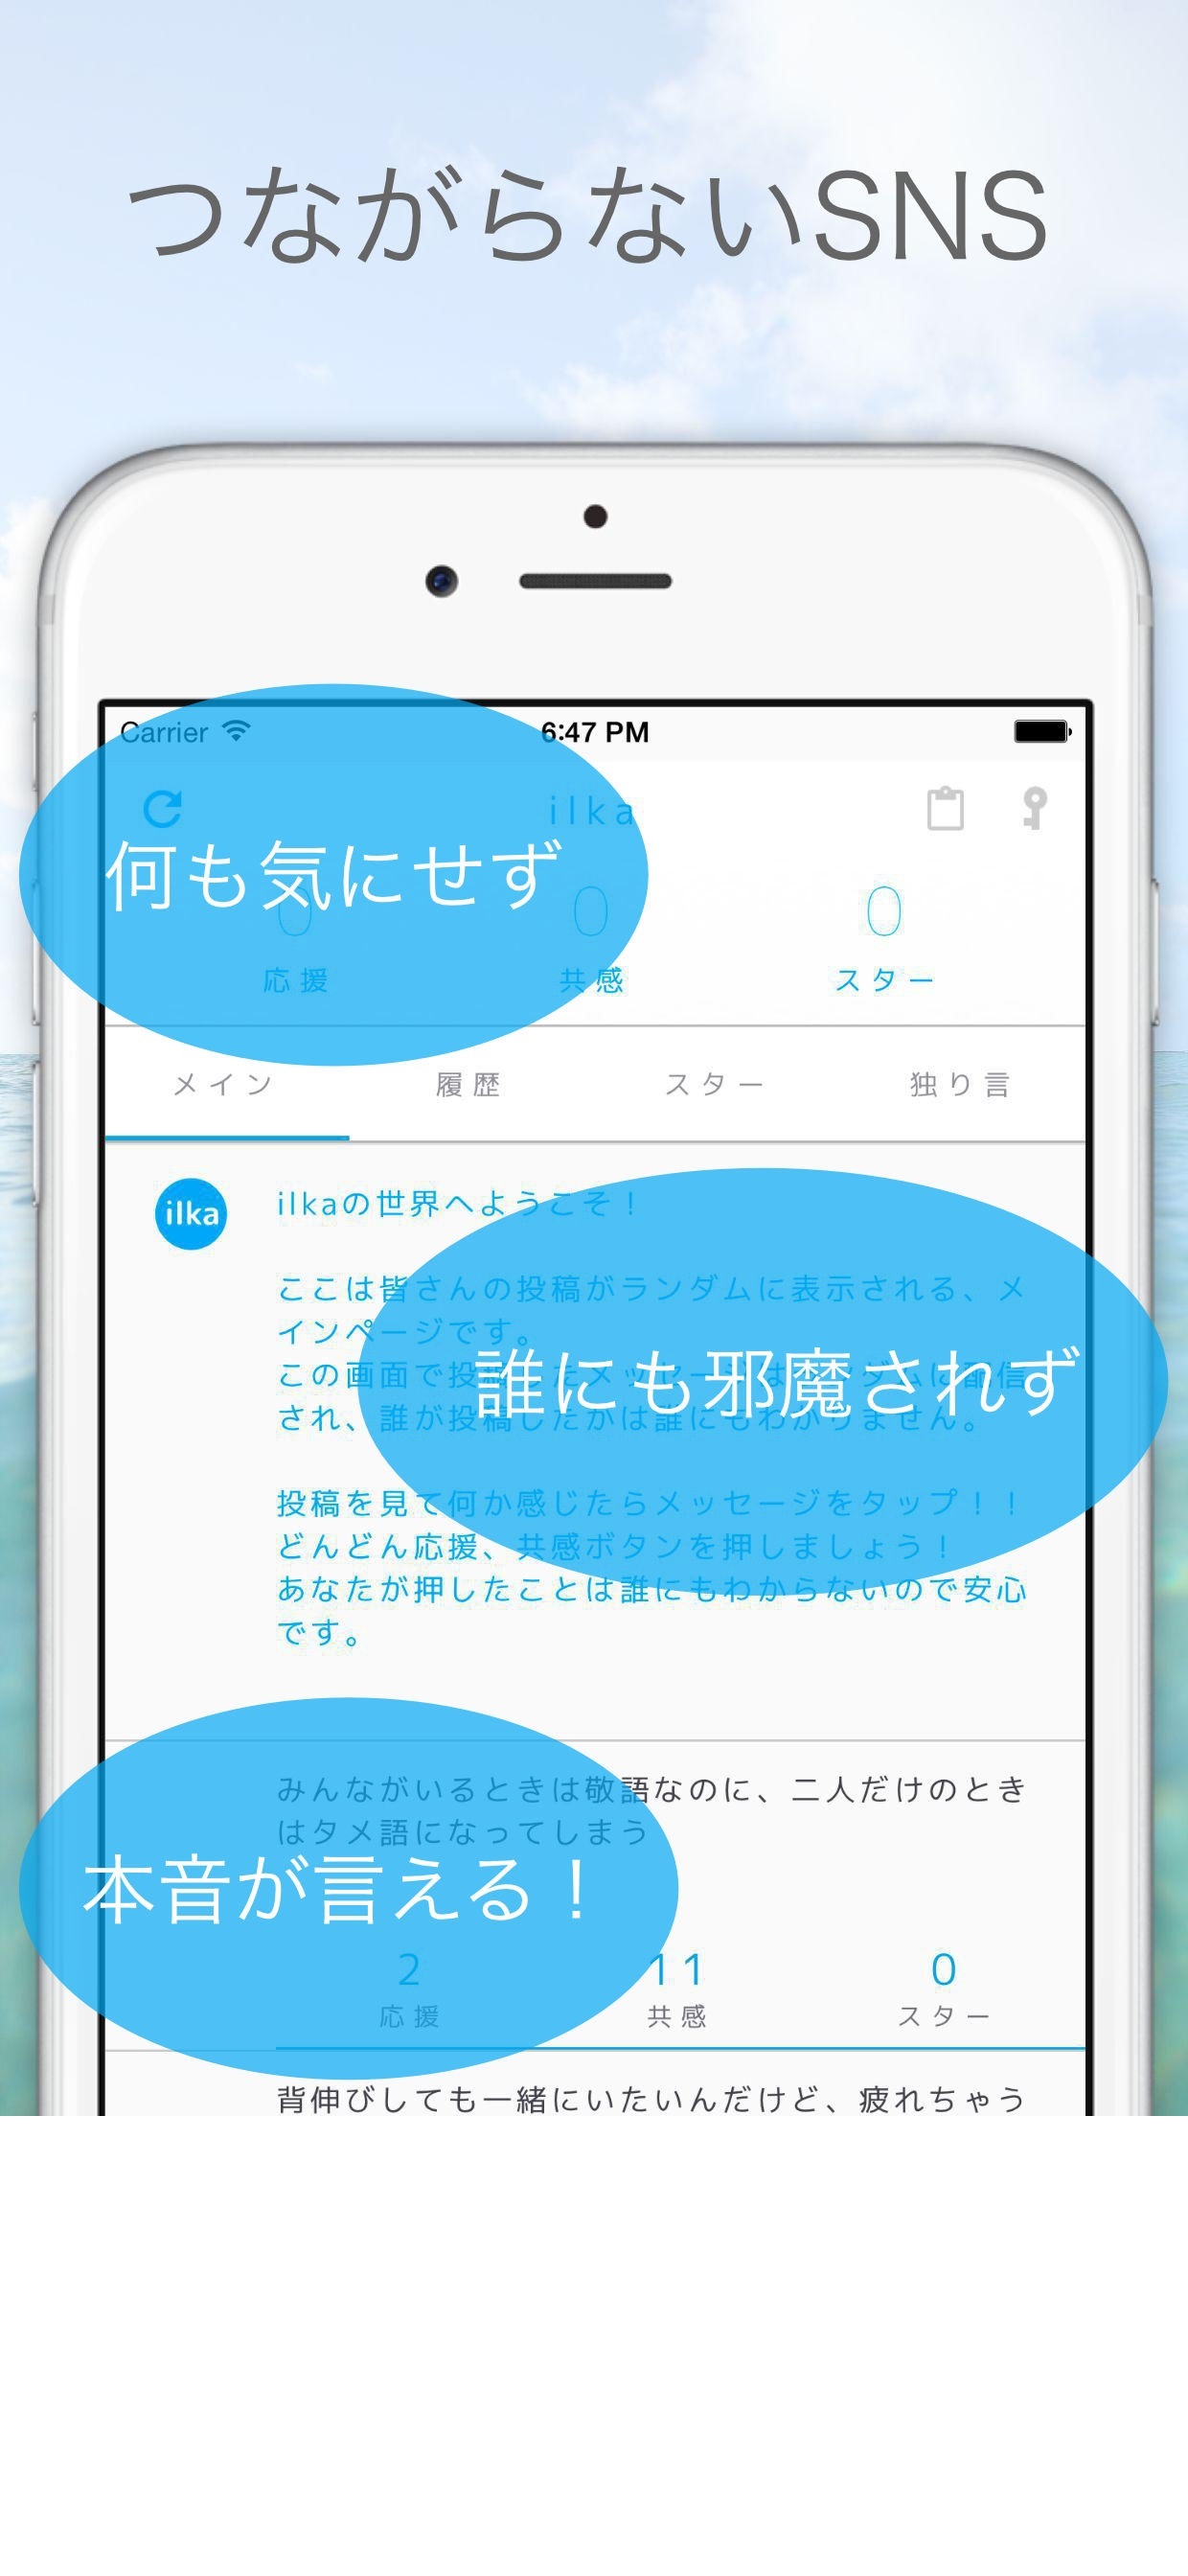 つながらないSNS
Carrier
6:47 PM
ilka
何も気にせず
0
0
0
応援
共感
スター
メイン
履歴
スター
独り言
ilka
ilkaの世界へようこそ！
ここは皆さんの投稿がランダムに表示される、メ
インページです。
この画面で投稿したメッセージはランダムに配信
され、誰が投稿したかは誰にもわかりません。
誰にも邪魔されず
投稿を見て何か感じたらメッセージをタップ！！
どんどん応援、共感ボタンを押しましょう！
あなたが押したことは誰にもわからないので安心
です。
みんながいるときは敬語なのに、二人だけのとき
はタメ語になってしまう
本音が言える！
2
11
0
応援
共感
スター
背伸びしても一緒にいたいんだけど、疲れちゃう